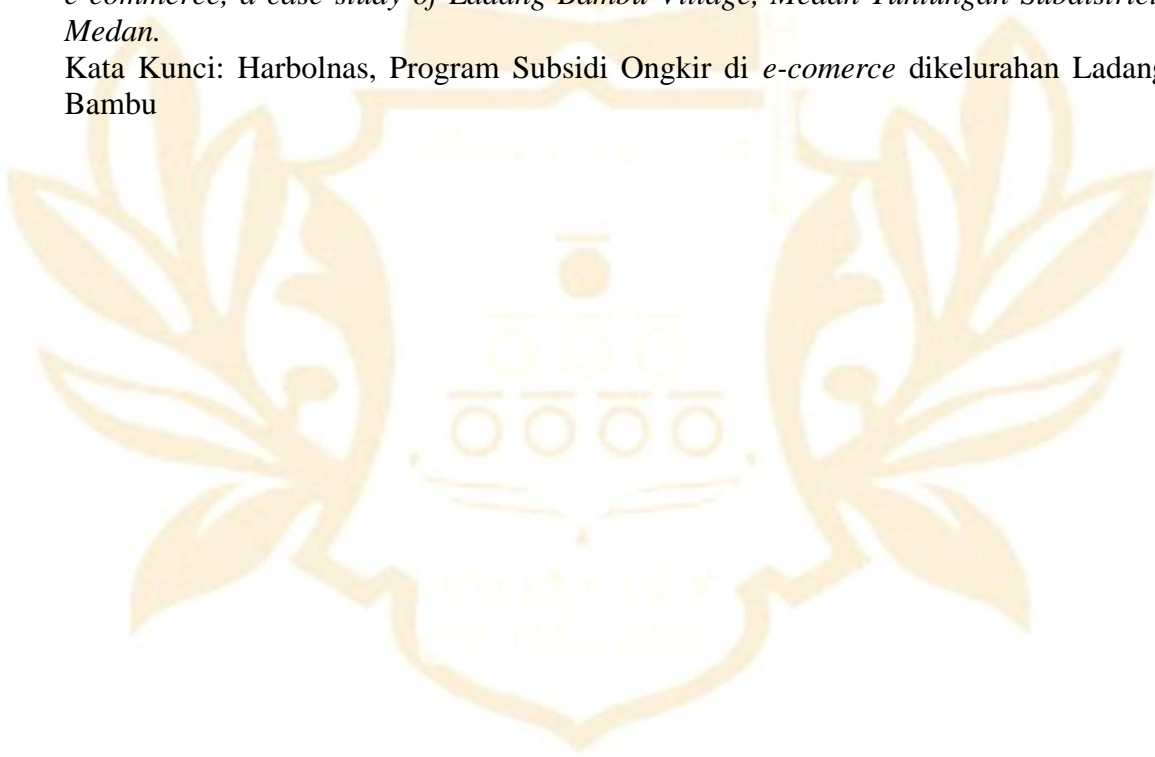 e-commerce, a case study of Ladang Bambu Village, Medan Tuntungan Subdistrict
Medan.
Kata Kunci: Harbolnas, Program Subsidi Ongkir di e-comerce dikelurahan Ladang
Bambu